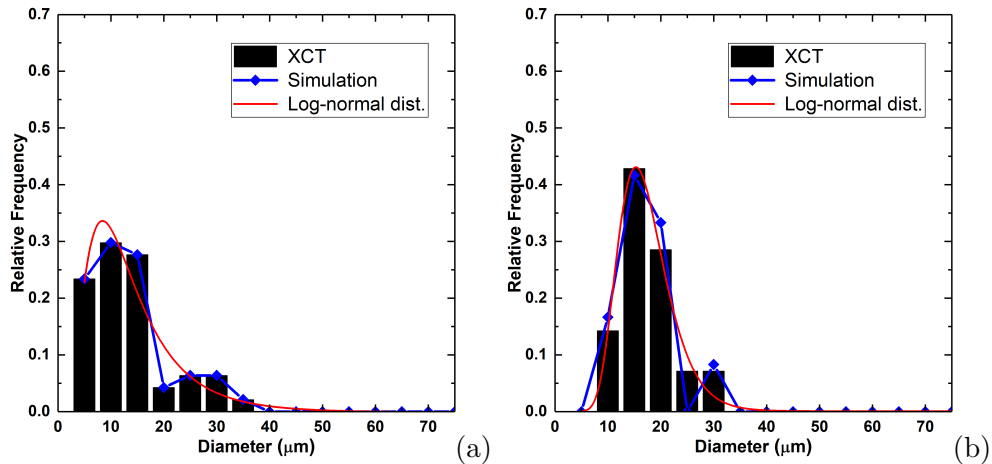 0.7
0.6
0.5
0.4
0.3
0.2
0.1
0.0
Relative Frequency
XCT
Simulation
Log-normal dist.
0 10 20 30 40 50 60 70
Diameter (μm)
(a)
0.7
0.6
0.5
0.4
0.3
0.2
0.1
0.0
Relative Frequency
XCT
Simulation
Log-normal dist.
0 10 20 30 40 50 60 70
Diameter (μm)
(b)